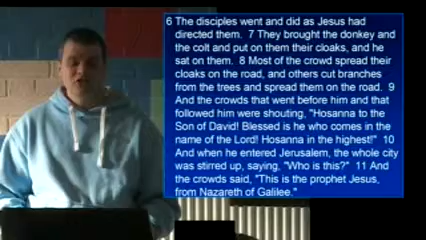 6 The disciples went and did as Jesus had
directed them.  7 They brought the donkey and
the colt and put on them their cloaks, and he
sat on them.  8 Most of the crowd spread their
cloaks on the road, and others cut branches
from the trees and spread them on the road.  9
And the crowds that went before him and that
followed him were shouting, "Hosanna to the
Son of David! Blessed is he who comes in the
name of the Lord! Hosanna in the highest!"  10
And when he entered Jerusalem, the whole city
was stirred up, saying, "Who is this?"  11 And
the crowds said, "This is the prophet Jesus,
from Nazareth of Galilee."